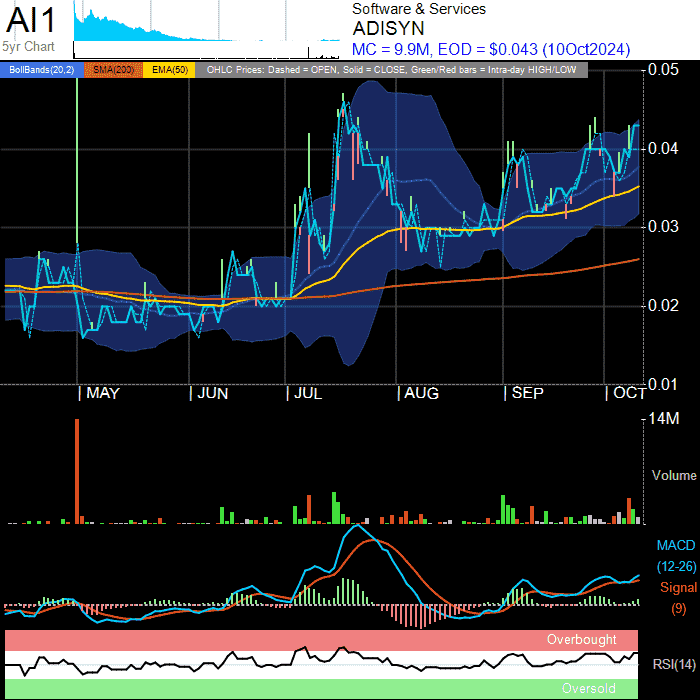 AI1
5yr Chart
Software & Services
ADISYN
MC = 9.9M, EOD = $0.043 (10Oct2024)
BollBands(20,2) SMA(200) EMA(50) OHLC Prices: Dashed = OPEN, Solid = CLOSE, Green/Red bars = Intra-day HIGH/LOW
0.05
0.04
0.03
0.02
0.01
| MAY | JUN | JUL | AUG | SEP | OCT
14M
Volume
MACD
(12-26)
Signal
(9)
Overbought
RSI(14)
Oversold